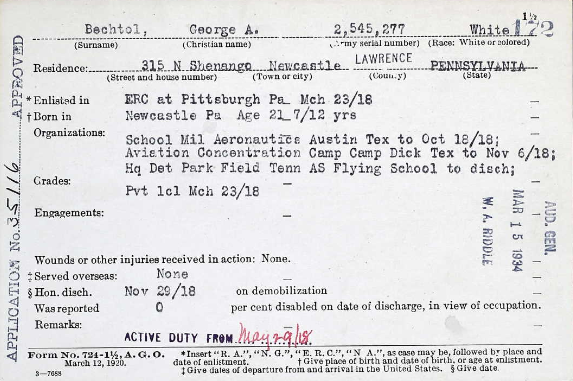 Bechtol, George A. 2,545,277 White 1½ 172
(Surname) (Christian name) (Army serial number) (Race: White or colored)
Residence: 315 N Shenango Newcastle LAWRENCE PENNSYLVANIA
(Street and house number) (Town or city) (County) (State)
*Enlisted in ERC at Pittsburgh Pa Mch 23/18
†Born in Newcastle Pa Age 21 7/12 yrs
Organizations: School Mil Aeronautics Austin Tex to Oct 18/18;
Aviation Concentration Camp Camp Dick Tex to Nov 6/18;
Hq Det Park Field Tenn AS Flying School to disch;
Grades: Pvt 1cl Mch 23/18
Engagements: —
Wounds or other injuries received in action: None.
‡Served overseas: None
§ Hon. disch. Nov 29/18 on demobilization
Was reported 0 per cent disabled on date of discharge, in view of occupation.
Remarks:
ACTIVE DUTY FROM May 29/18
Form No. 724-1½, A. G. O.
March 12, 1920.
3—7688
*Insert "R. A.", "N. G.", "E. R. C.", "N A.", as case may be, followed by place and
date of enlistment. †Give place of birth and date of birth, or age at enlistment.
‡Give dates of departure from and arrival in the United States. §Give date.
APPLICATION No. 35116 APPROVED
AUD. GEN.
MAR 15 1934
W. A. RIDDLE